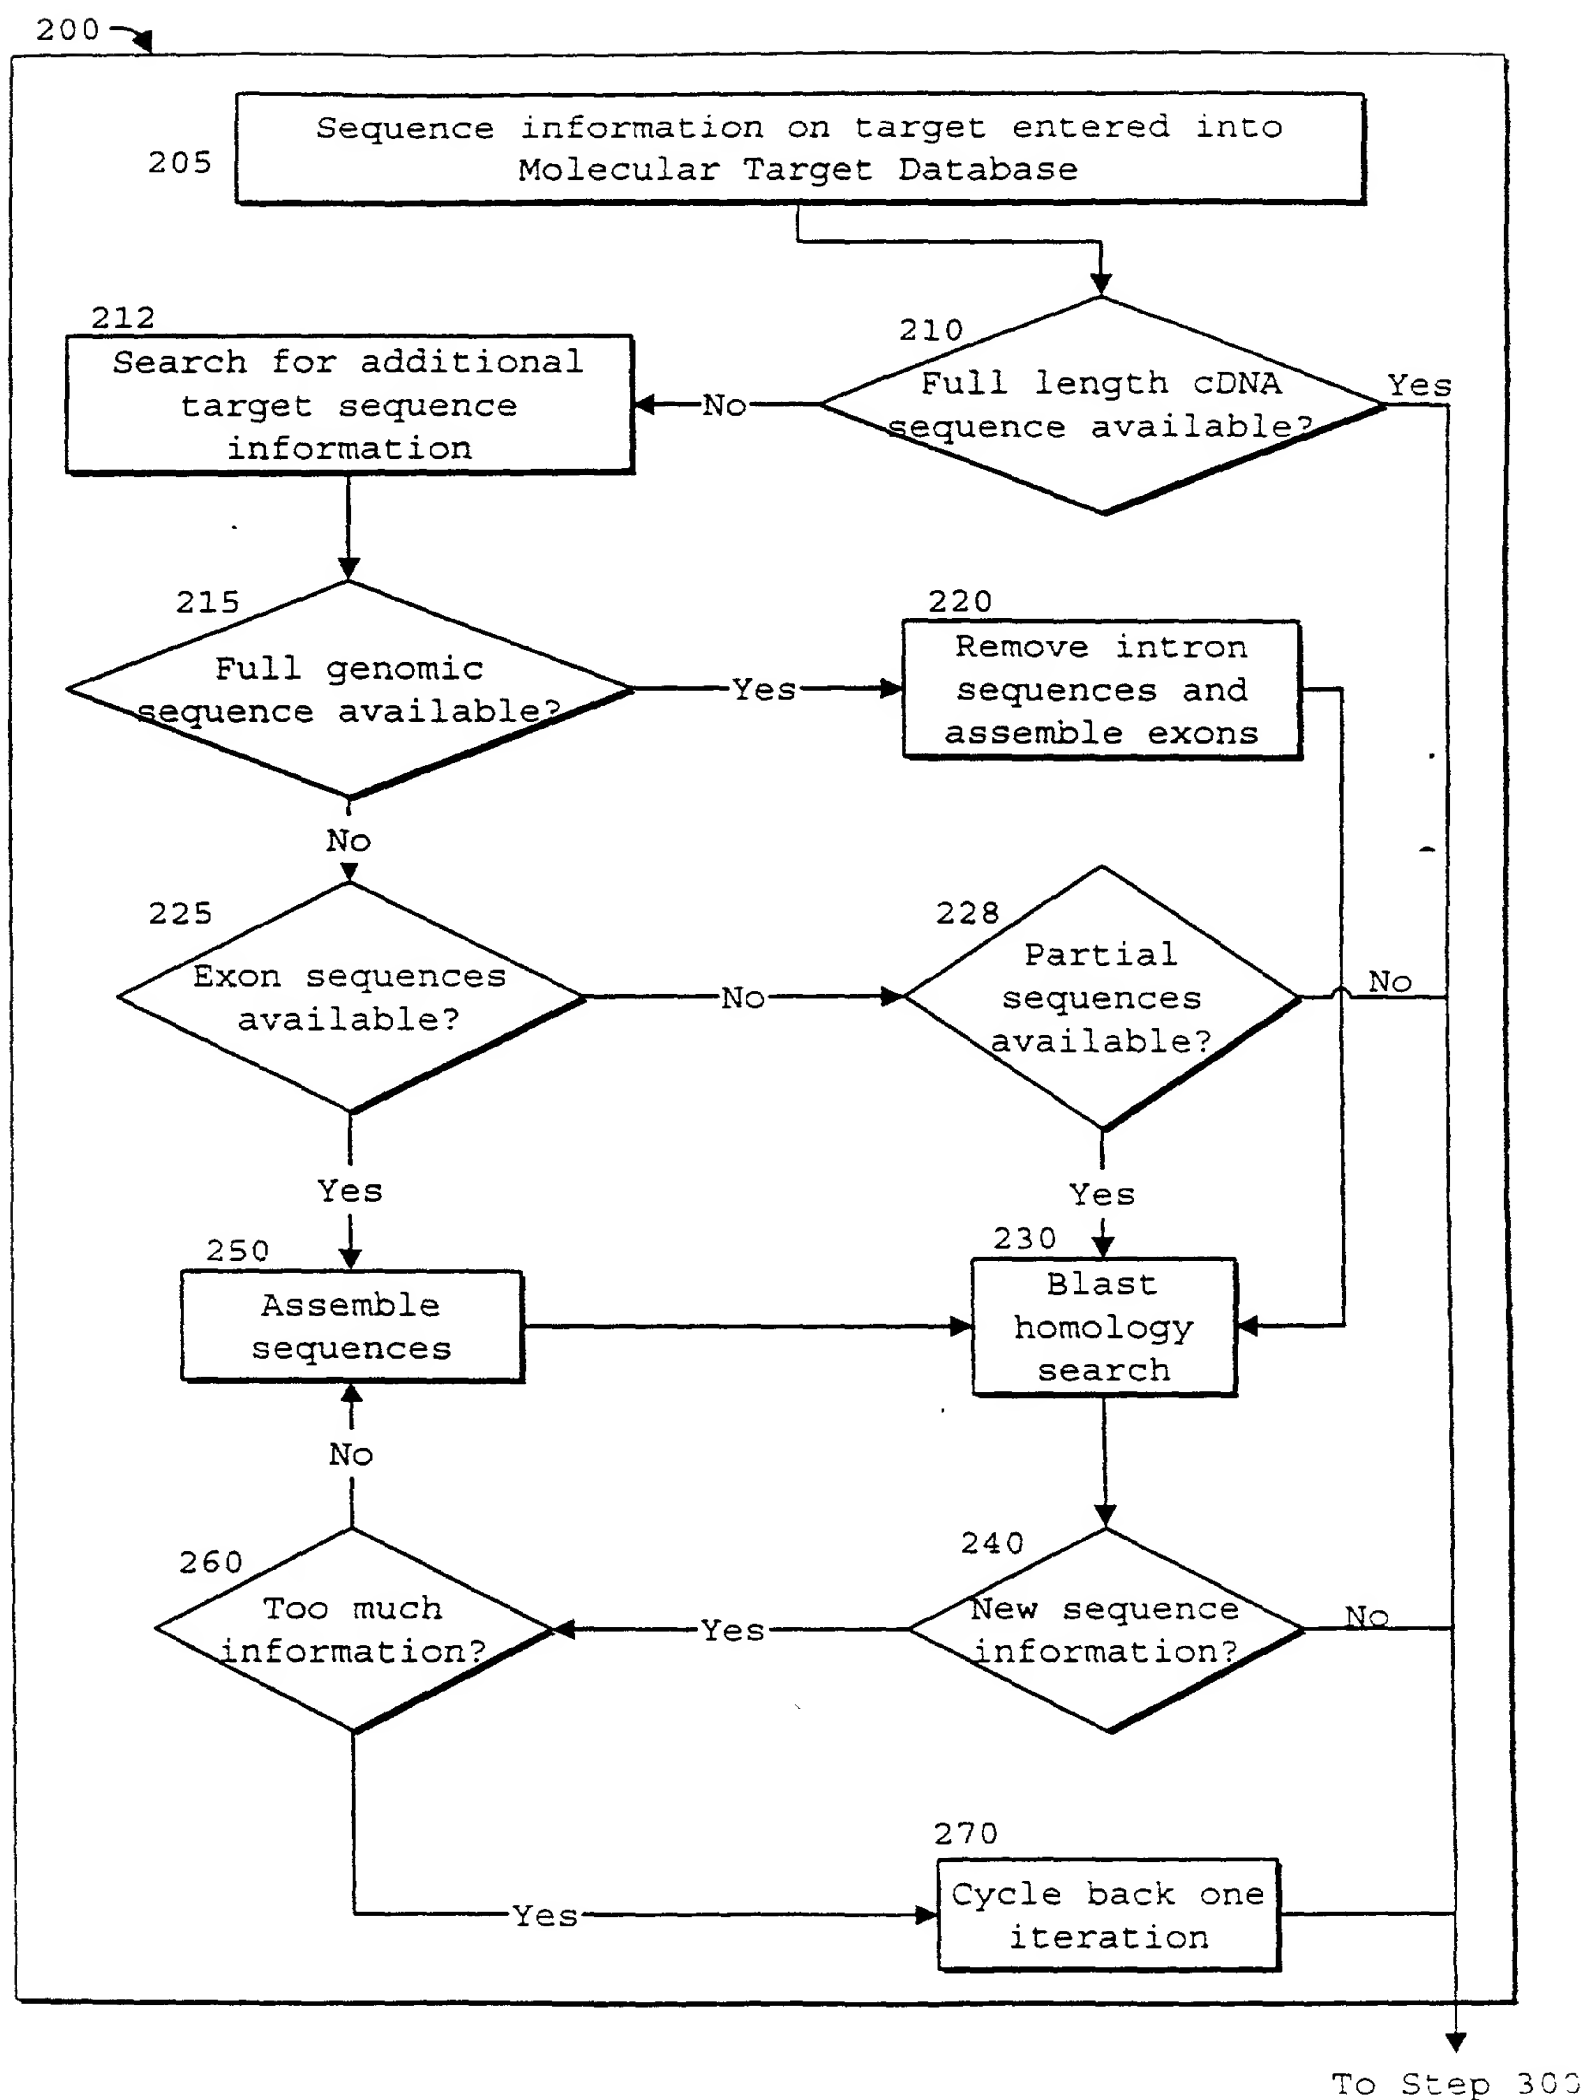 200
Sequence information on target entered into
205
Molecular Target Database
212
210
Search for additional
target sequence
information
No
Full length cDNA
sequence available?
Yes
215
Full genomic
sequence available?
Yes
220
Remove intron
sequences and
assemble exons
No
225
Exon sequences
available?
No
228
Partial
sequences
available?
No
Yes
Yes
250
Assemble
sequences
230
Blast
homology
search
No
260
Too much
information?
Yes
240
New sequence
information?
No
270
Yes
Cycle back one
iteration
To Step 300